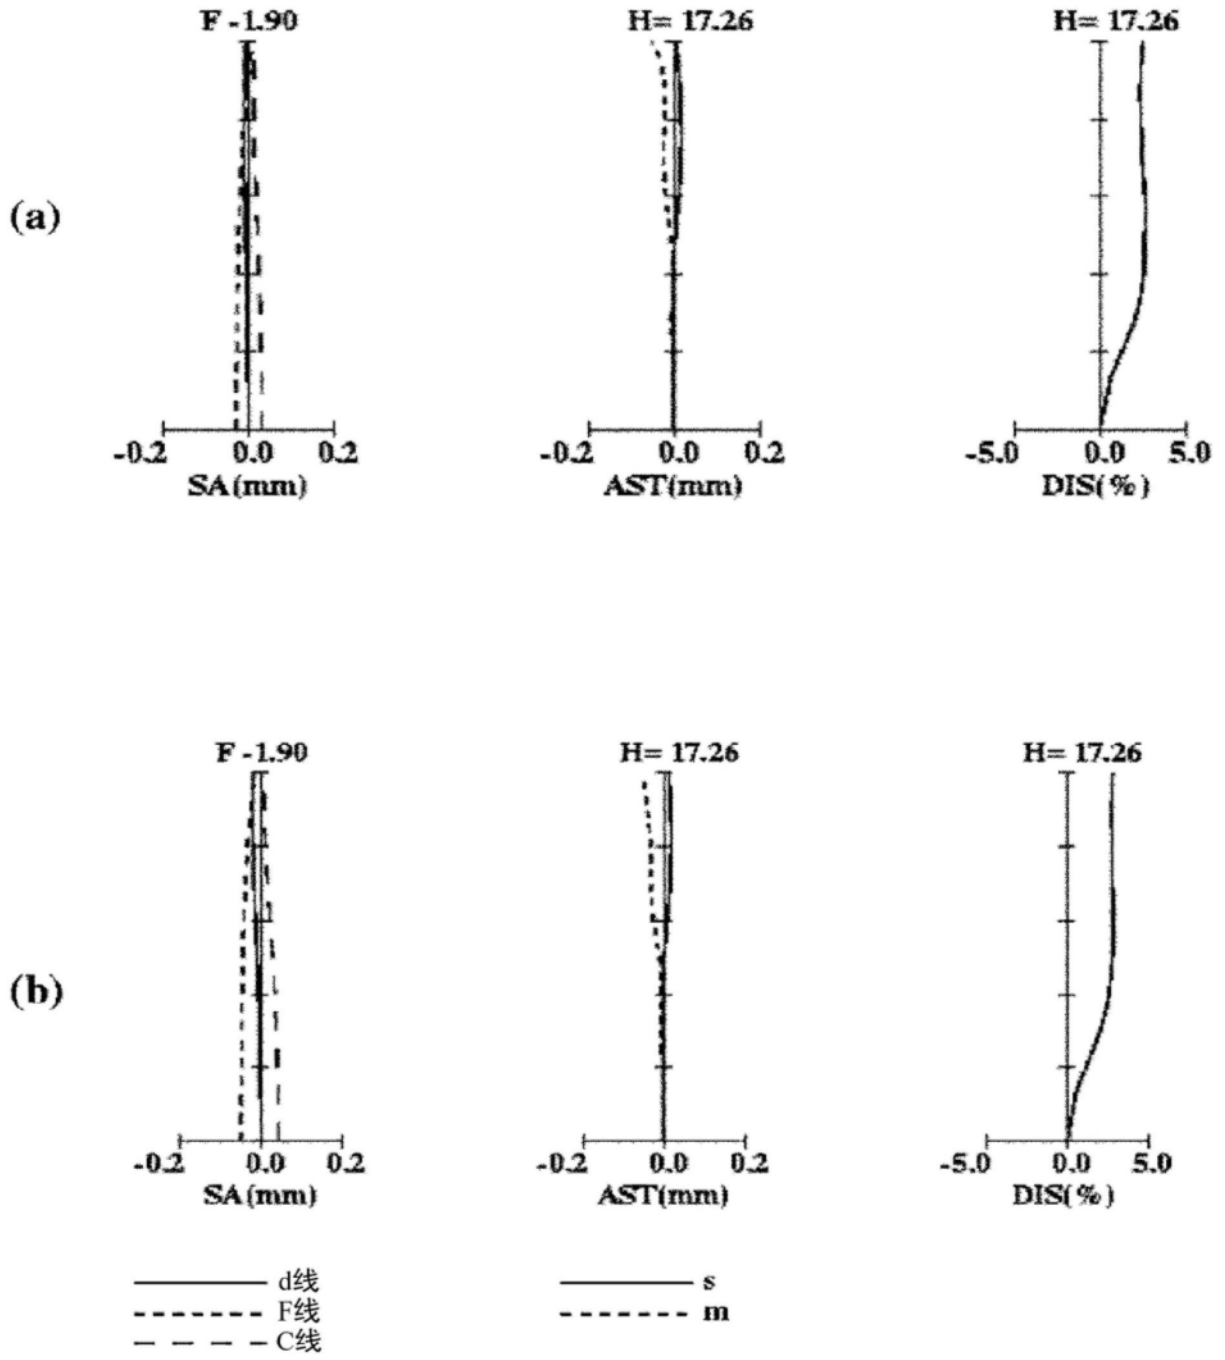 F -1.90 H= 17.26 H= 17.26
(a)
-0.2 0.0 0.2 -0.2 0.0 0.2 -5.0 0.0 5.0
SA(mm) AST(mm) DIS(%)
F -1.90 H= 17.26 H= 17.26
(b)
-0.2 0.0 0.2 -0.2 0.0 0.2 -5.0 0.0 5.0
SA(mm) AST(mm) DIS(%)
d线 s
F线 m
C线